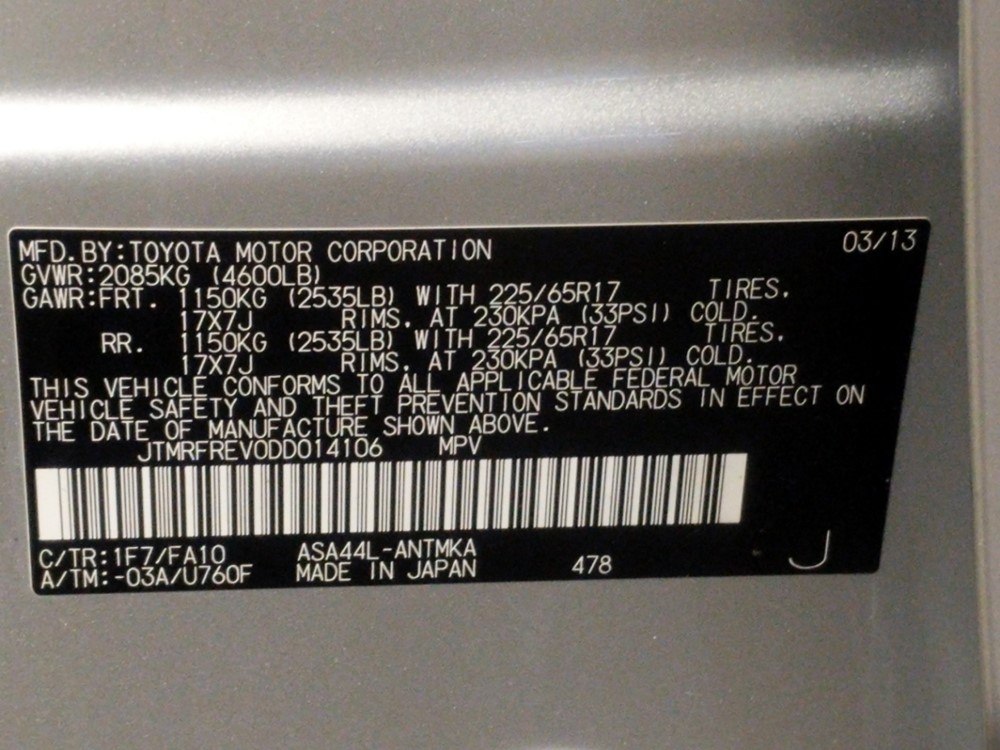 MFD. BY: TOYOTA MOTOR CORPORATION 03/13
GVWR: 2085KG (4600LB)
GAWR: FRT. 1150KG (2535LB) WITH 225/65R17 TIRES.
17X7J RIMS. AT 230KPA (33PSI) COLD.
RR. 1150KG (2535LB) WITH 225/65R17 TIRES.
17X7J RIMS. AT 230KPA (33PSI) COLD.
THIS VEHICLE CONFORMS TO ALL APPLICABLE FEDERAL MOTOR
VEHICLE SAFETY AND THEFT PREVENTION STANDARDS IN EFFECT ON
THE DATE OF MANUFACTURE SHOWN ABOVE.
JTMRFREV0DD014106 MPV
C/TR: 1F7/FA10 ASA44L-ANTMKA
A/TM: -03A/U760F MADE IN JAPAN 478 J